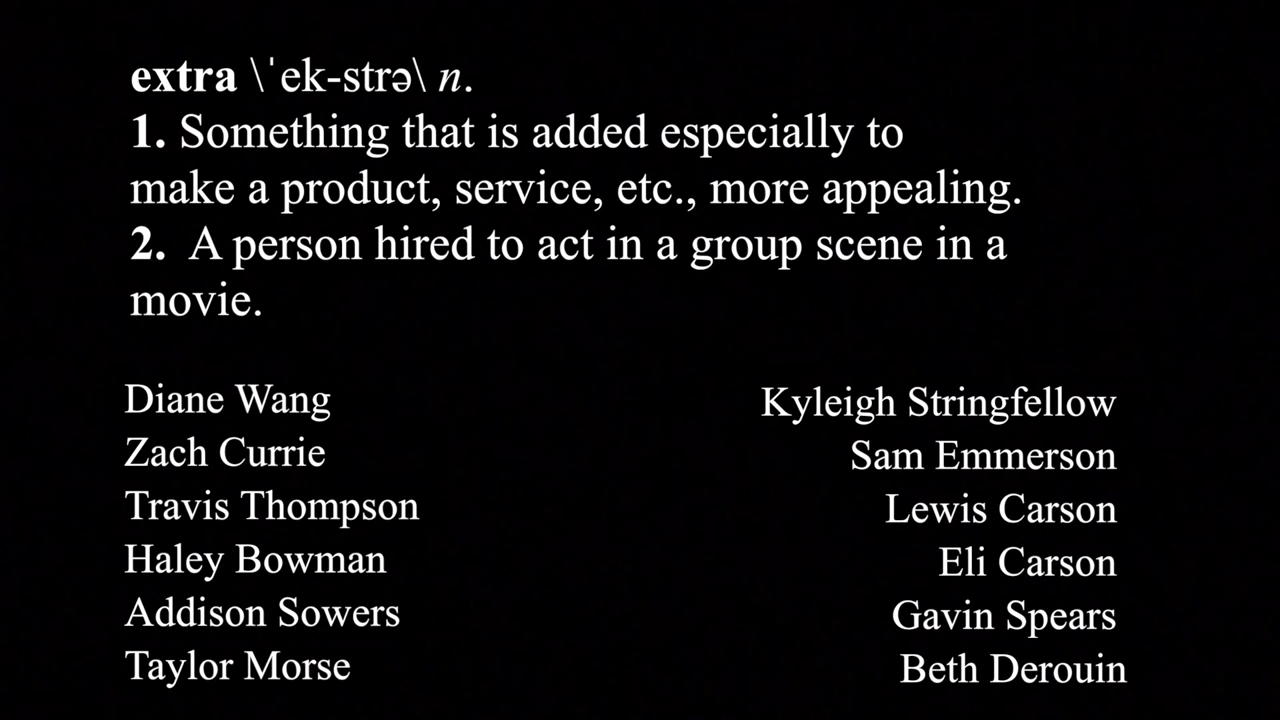 extra \ˈek-strə\ n.
1. Something that is added especially to
make a product, service, etc., more appealing.
2.  A person hired to act in a group scene in a
movie.
Diane Wang
Zach Currie
Travis Thompson
Haley Bowman
Addison Sowers
Taylor Morse
Kyleigh Stringfellow
Sam Emmerson
Lewis Carson
Eli Carson
Gavin Spears
Beth Derouin